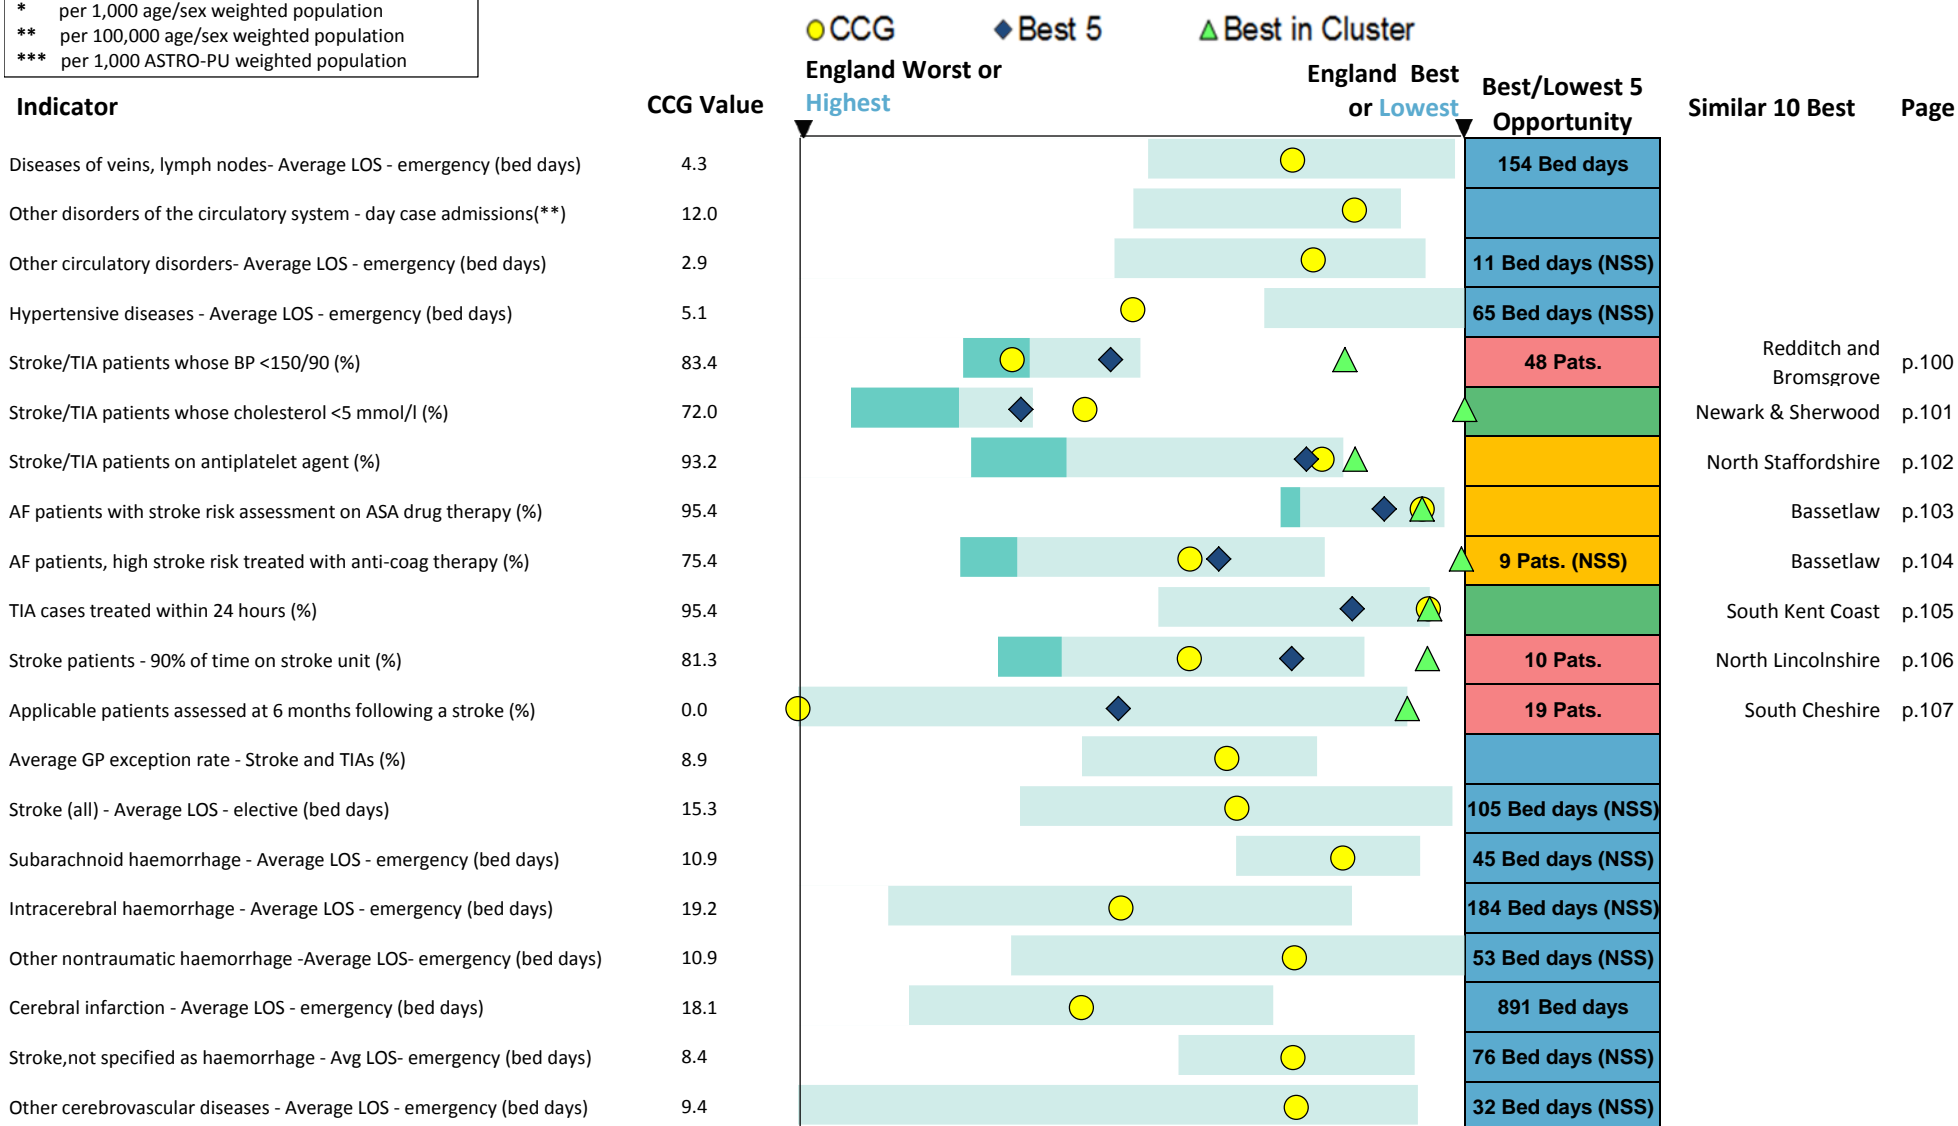 * per 1,000 age/sex weighted population
** per 100,000 age/sex weighted population
*** per 1,000 ASTRO-PU weighted population
CCG Best 5 Best in Cluster
Indicator CCG Value England Worst or Highest England Best or Lowest Best/Lowest 5 Opportunity Similar 10 Best Page
Diseases of veins, lymph nodes- Average LOS - emergency (bed days) 4.3 154 Bed days
Other disorders of the circulatory system - day case admissions(**) 12.0
Other circulatory disorders- Average LOS - emergency (bed days) 2.9 11 Bed days (NSS)
Hypertensive diseases - Average LOS - emergency (bed days) 5.1 65 Bed days (NSS)
Stroke/TIA patients whose BP <150/90 (%) 83.4 48 Pats. Redditch and Bromsgrove p.100
Stroke/TIA patients whose cholesterol <5 mmol/l (%) 72.0 Newark & Sherwood p.101
Stroke/TIA patients on antiplatelet agent (%) 93.2 North Staffordshire p.102
AF patients with stroke risk assessment on ASA drug therapy (%) 95.4 Bassetlaw p.103
AF patients, high stroke risk treated with anti-coag therapy (%) 75.4 9 Pats. (NSS) Bassetlaw p.104
TIA cases treated within 24 hours (%) 95.4 South Kent Coast p.105
Stroke patients - 90% of time on stroke unit (%) 81.3 10 Pats. North Lincolnshire p.106
Applicable patients assessed at 6 months following a stroke (%) 0.0 19 Pats. South Cheshire p.107
Average GP exception rate - Stroke and TIAs (%) 8.9
Stroke (all) - Average LOS - elective (bed days) 15.3 105 Bed days (NSS)
Subarachnoid haemorrhage - Average LOS - emergency (bed days) 10.9 45 Bed days (NSS)
Intracerebral haemorrhage - Average LOS - emergency (bed days) 19.2 184 Bed days (NSS)
Other nontraumatic haemorrhage -Average LOS- emergency (bed days) 10.9 53 Bed days (NSS)
Cerebral infarction - Average LOS - emergency (bed days) 18.1 891 Bed days
Stroke,not specified as haemorrhage - Avg LOS- emergency (bed days) 8.4 76 Bed days (NSS)
Other cerebrovascular diseases - Average LOS - emergency (bed days) 9.4 32 Bed days (NSS)